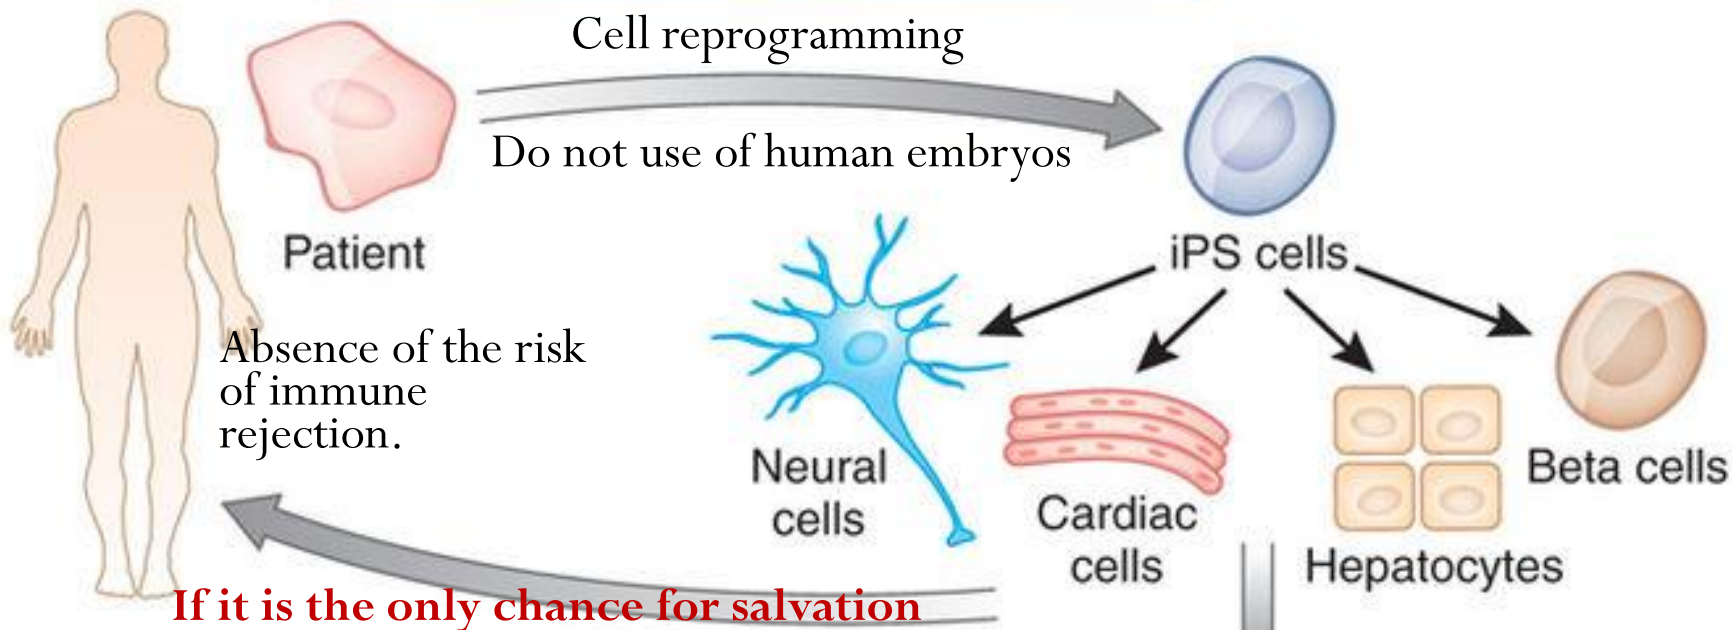 Cell reprogramming
Do not use of human embryos
Patient
iPS cells
Absence of the risk
of immune
rejection.
Neural
cells
Cardiac
cells
Hepatocytes
Beta cells
If it is the only chance for salvation